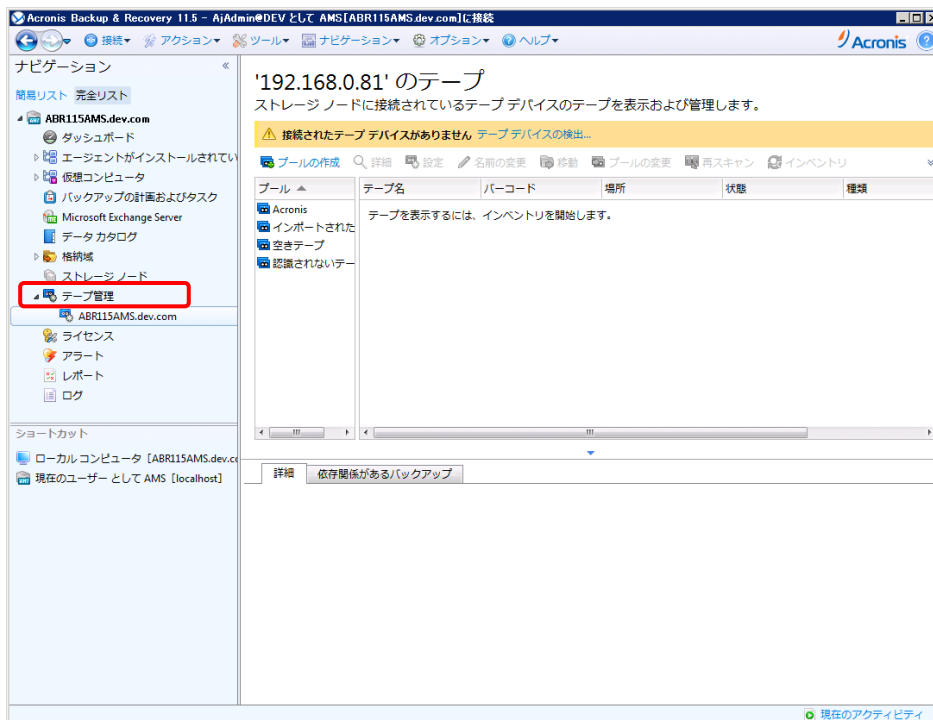 Acronis Backup & Recovery 11.5 - AjAdmin@DEV として AMS[ABR115AMS.dev.com]に接続
接続 アクション ツール ナビゲーション オプション ヘルプ Acronis
ナビゲーション
簡易リスト 完全リスト
ABR115AMS.dev.com
ダッシュボード
エージェントがインストールされてい
仮想コンピュータ
バックアップの計画およびタスク
Microsoft Exchange Server
データ カタログ
格納域
ストレージ ノード
テープ管理
ABR115AMS.dev.com
ライセンス
アラート
レポート
ログ
ショートカット
ローカル コンピュータ [ABR115AMS.dev.co
現在のユーザー として AMS [localhost]
'192.168.0.81' のテープ
ストレージ ノードに接続されているテープ デバイスのテープを表示および管理します。
接続されたテープ デバイスがありません テープ デバイスの検出...
プールの作成 詳細 設定 名前の変更 移動 プールの変更 再スキャン インベントリ
プール テープ名 バーコード 場所 状態 種類
Acronis
インポートされた
空きテープ
認識されないテー
テープを表示するには、インベントリを開始します。
詳細 依存関係があるバックアップ
現在のアクティビティ